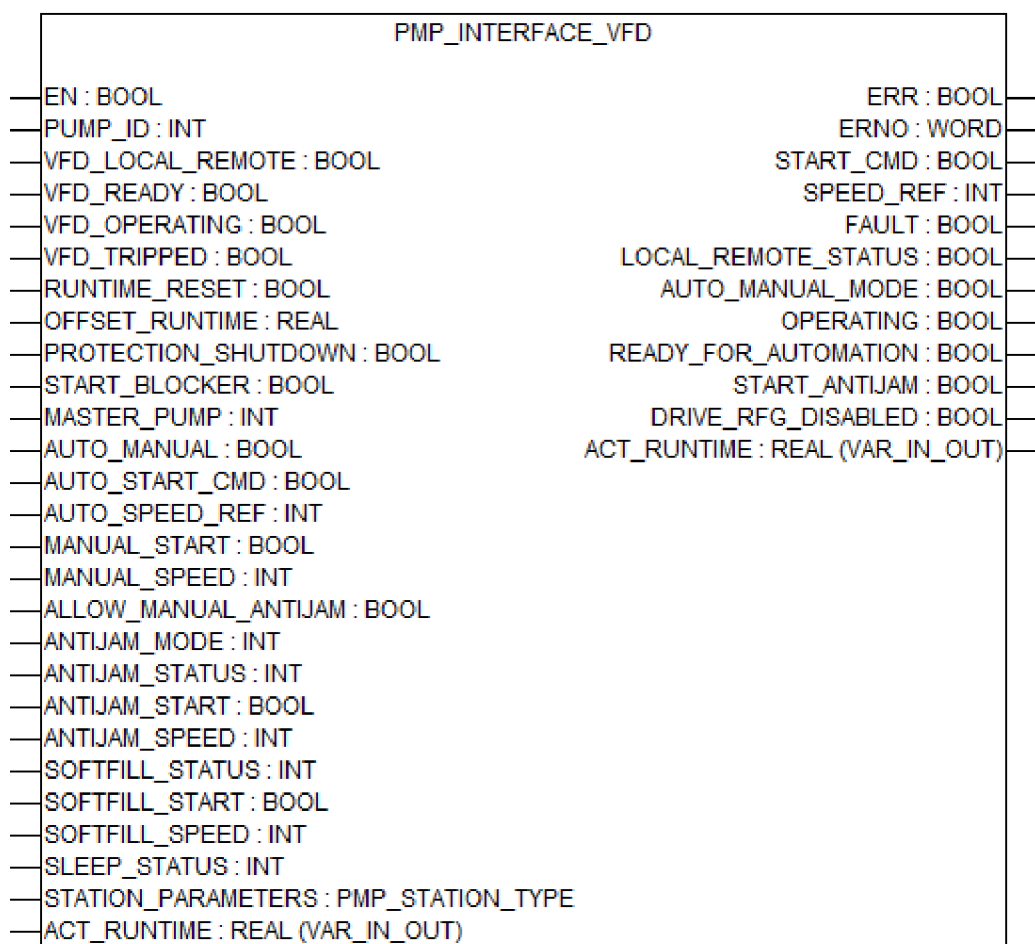 PMP_INTERFACE_VFD
EN : BOOL
ERR : BOOL
PUMP_ID : INT
ERNO : WORD
VFD_LOCAL_REMOTE : BOOL
START_CMD : BOOL
VFD_READY : BOOL
SPEED_REF : INT
VFD_OPERATING : BOOL
FAULT : BOOL
VFD_TRIPPED : BOOL
LOCAL_REMOTE_STATUS : BOOL
RUNTIME_RESET : BOOL
AUTO_MANUAL_MODE : BOOL
OFFSET_RUNTIME : REAL
OPERATING : BOOL
PROTECTION_SHUTDOWN : BOOL
READY_FOR_AUTOMATION : BOOL
START_BLOCKER : BOOL
START_ANTIJAM : BOOL
MASTER_PUMP : INT
DRIVE_RFG_DISABLED : BOOL
AUTO_MANUAL : BOOL
ACT_RUNTIME : REAL (VAR_IN_OUT)
AUTO_START_CMD : BOOL
AUTO_SPEED_REF : INT
MANUAL_START : BOOL
MANUAL_SPEED : INT
ALLOW_MANUAL_ANTIJAM : BOOL
ANTIJAM_MODE : INT
ANTIJAM_STATUS : INT
ANTIJAM_START : BOOL
ANTIJAM_SPEED : INT
SOFTFILL_STATUS : INT
SOFTFILL_START : BOOL
SOFTFILL_SPEED : INT
SLEEP_STATUS : INT
STATION_PARAMETERS : PMP_STATION_TYPE
ACT_RUNTIME : REAL (VAR_IN_OUT)